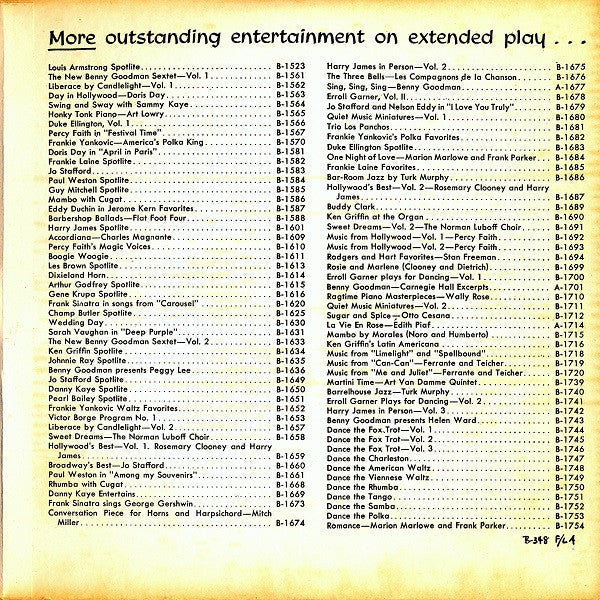 More outstanding entertainment on extended play . . .
Louis Armstrong Spotlite B-1523
The New Benny Goodman Sextet—Vol. 1 B-1561
Liberace by Candlelight—Vol. 1 B-1562
Day in Hollywood—Doris Day B-1563
Swing and Sway with Sammy Kaye B-1564
Honky Tonk Piano—Art Lowry B-1565
Duke Ellington, Vol. 1 B-1566
Percy Faith in "Festival Time" B-1567
Frankie Yankovic—America's Polka King B-1570
Doris Day in "April in Paris" B-1581
Frankie Laine Spotlite B-1582
Jo Stafford B-1583
Paul Weston Spotlite B-1584
Guy Mitchell Spotlite B-1585
Mambo with Cugat B-1586
Eddy Duchin in Jerome Kern Favorites B-1587
Barbershop Ballads—Flat Foot Four B-1588
Harry James Spotlite B-1601
Accordiana—Charles Magnante B-1609
Percy Faith's Magic Voices B-1610
Boogie Woogie B-1611
Les Brown Spotlite B-1613
Dixieland Horn B-1614
Arthur Godfrey Spotlite B-1615
Gene Krupa Spotlite B-1616
Frank Sinatra in songs from "Carousel" B-1620
Champ Butler Spotlite B-1625
Wedding Day B-1630
Sarah Vaughan in "Deep Purple" B-1631
The New Benny Goodman Sextet—Vol. 2 B-1633
Ken Griffin Spotlite B-1634
Johnnie Ray Spotlite B-1635
Benny Goodman presents Peggy Lee B-1636
Jo Stafford Spotlite B-1649
Danny Kaye Spotlite B-1650
Pearl Bailey Spotlite B-1651
Frankie Yankovic Waltz Favorites B-1652
Victor Borge Program No. 1 B-1653
Liberace by Candlelight—Vol. 2 B-1657
Sweet Dreams—The Norman Luboff Choir B-1658
Hollywood's Best—Vol. 1. Rosemary Clooney and Harry
James B-1659
Broadway's Best—Jo Stafford B-1660
Paul Weston in "Among my Souvenirs" B-1661
Rhumba with Cugat B-1668
Danny Kaye Entertains B-1669
Frank Sinatra sings George Gershwin B-1673
Conversation Piece for Horns and Harpsichord—Mitch
Miller B-1674
Harry James in Person—Vol. 2 B-1675
The Three Bells—Les Compagnons de la Chanson B-1676
Sing, Sing, Sing—Benny Goodman A-1677
Erroll Garner, Vol. II B-1678
Jo Stafford and Nelson Eddy in "I Love You Truly" B-1679
Quiet Music Miniatures—Vol. 1 B-1680
Trio Los Panchos B-1681
Frankie Yankovic's Polka Favorites B-1682
Duke Ellington Spotlite B-1683
One Night of Love—Marion Marlowe and Frank Parker B-1684
Frankie Laine Favorites B-1685
Bar-Room Jazz by Turk Murphy B-1686
Hollywood's Best—Vol. 2—Rosemary Clooney and Harry
James B-1687
Buddy Clark B-1689
Ken Griffin at the Organ B-1690
Sweet Dreams—Vol. 2—The Norman Luboff Choir B-1691
Music from Hollywood—Vol. 1—Percy Faith B-1692
Music from Hollywood—Vol. 2—Percy Faith B-1693
Rodgers and Hart Favorites—Stan Freeman B-1694
Rosie and Marlene (Clooney and Dietrich) B-1699
Erroll Garner plays for Dancing—Vol. 1 B-1700
Benny Goodman—Carnegie Hall Excerpts A-1701
Ragtime Piano Masterpieces—Wally Rose B-1710
Quiet Music Miniatures—Vol. 2 B-1711
Sugar and Spice—Otto Cesana B-1712
La Vie En Rose—Edith Piaf A-1714
Mambo by Morales (Noro and Humberto) B-1715
Ken Griffin's Latin Americana B-1716
Music from "Limelight" and "Spellbound" B-1718
Music from "Can-Can"—Ferrante and Teicher B-1719
Music from "Me and Juliet"—Ferrante and Teicher B-1720
Martini Time—Art Van Damme Quintet B-1739
Barrelhouse Jazz—Turk Murphy B-1740
Erroll Garner Plays for Dancing—Vol. 2 B-1741
Harry James in Person—Vol. 3 B-1742
Benny Goodman presents Helen Ward B-1743
Dance the Fox Trot—Vol. 1 B-1744
Dance the Fox Trot—Vol. 2 B-1745
Dance the Fox Trot—Vol. 3 B-1746
Dance the Charleston B-1747
Dance the American Waltz B-1748
Dance the Viennese Waltz B-1749
Dance the Rhumba B-1750
Dance the Tango B-1751
Dance the Samba B-1752
Dance the Polka B-1753
Romance—Marion Marlowe and Frank Parker B-1754
B-348 F/L4